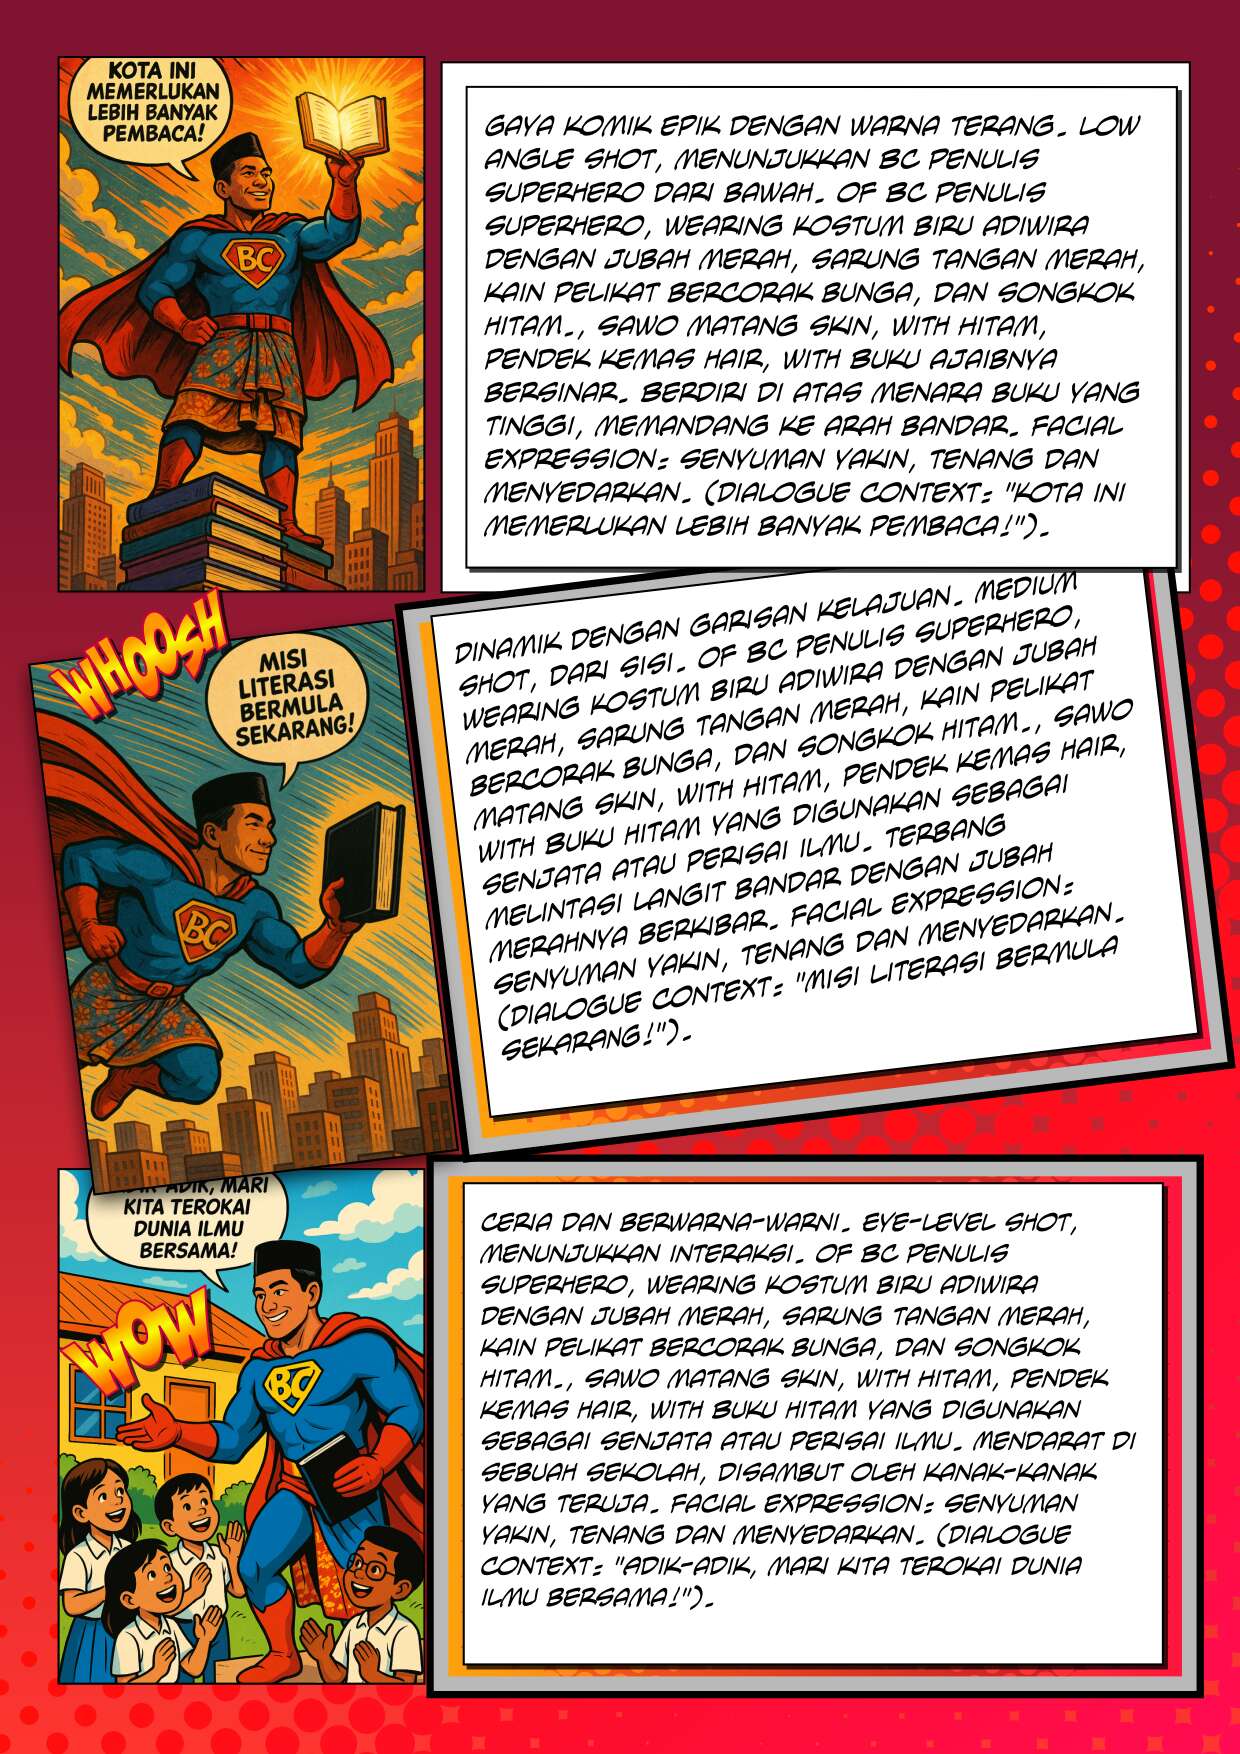 KOTA INI
MEMERLUKAN
LEBIH BANYAK
PEMBACA!
BC
GAYA KOMIK EPIK DENGAN WARNA TERANG. LOW
ANGLE SHOT, MENUNJUKKAN BC PENULIS
SUPERHERO DARI BAWAH. OF BC PENULIS
SUPERHERO, WEARING KOSTUM BIRU ADIWIRA
DENGAN JUBAH MERAH, SARUNG TANGAN MERAH,
KAIN PELIKAT BERCORAK BUNGA, DAN SONGKOK
HITAM., SAWO MATANG SKIN, WITH HITAM,
PENDEK KEMAS HAIR, WITH BUKU AJAIBNYA
BERSINAR. BERDIRI DI ATAS MENARA BUKU YANG
TINGGI, MEMANDANG KE ARAH BANDAR. FACIAL
EXPRESSION: SENYUMAN YAKIN, TENANG DAN
MENYEDARKAN. (DIALOGUE CONTEXT: "KOTA INI
MEMERLUKAN LEBIH BANYAK PEMBACA!").
WHOOSH
MISI
LITERASI
BERMULA
SEKARANG!
BC
DINAMIK DENGAN GARISAN KELAJUAN. MEDIUM
SHOT, DARI SISI. OF BC PENULIS SUPERHERO,
WEARING KOSTUM BIRU ADIWIRA DENGAN JUBAH
MERAH, SARUNG TANGAN MERAH, KAIN PELIKAT
BERCORAK BUNGA, DAN SONGKOK HITAM., SAWO
MATANG SKIN, WITH HITAM, PENDEK KEMAS HAIR,
WITH BUKU HITAM YANG DIGUNAKAN SEBAGAI
SENJATA ATAU PERISAI ILMU. TERBANG
MELINTASI LANGIT BANDAR DENGAN JUBAH
MERAHNYA BERKIBAR. FACIAL EXPRESSION:
SENYUMAN YAKIN, TENANG DAN MENYEDARKAN.
(DIALOGUE CONTEXT: "MISI LITERASI BERMULA
SEKARANG!").
ADIK, MARI
KITA TEROKAI
DUNIA ILMU
BERSAMA!
WOW
BC
CERIA DAN BERWARNA-WARNI. EYE-LEVEL SHOT,
MENUNJUKKAN INTERAKSI. OF BC PENULIS
SUPERHERO, WEARING KOSTUM BIRU ADIWIRA
DENGAN JUBAH MERAH, SARUNG TANGAN MERAH,
KAIN PELIKAT BERCORAK BUNGA, DAN SONGKOK
HITAM., SAWO MATANG SKIN, WITH HITAM, PENDEK
KEMAS HAIR, WITH BUKU HITAM YANG DIGUNAKAN
SEBAGAI SENJATA ATAU PERISAI ILMU. MENDARAT DI
SEBUAH SEKOLAH, DISAMBUT OLEH KANAK-KANAK
YANG TERUJA. FACIAL EXPRESSION: SENYUMAN
YAKIN, TENANG DAN MENYEDARKAN. (DIALOGUE
CONTEXT: "ADIK-ADIK, MARI KITA TEROKAI DUNIA
ILMU BERSAMA!").